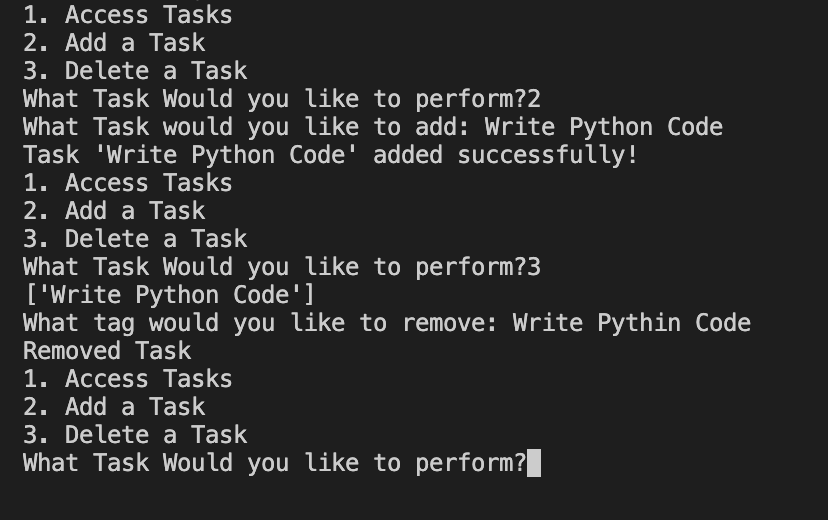 1. Access Tasks
2. Add a Task
3. Delete a Task
What Task Would you like to perform?2
What Task would you like to add: Write Python Code
Task 'Write Python Code' added successfully!
1. Access Tasks
2. Add a Task
3. Delete a Task
What Task Would you like to perform?3
['Write Python Code']
What tag would you like to remove: Write Pythin Code
Removed Task
1. Access Tasks
2. Add a Task
3. Delete a Task
What Task Would you like to perform?